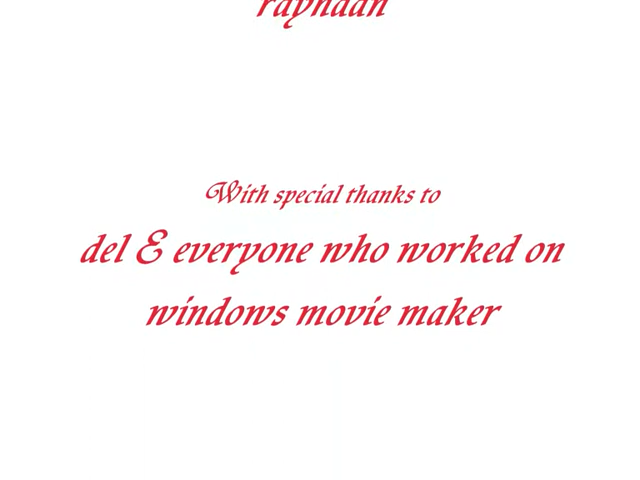 rayhaan
With special thanks to
del & everyone who worked on
windows movie maker